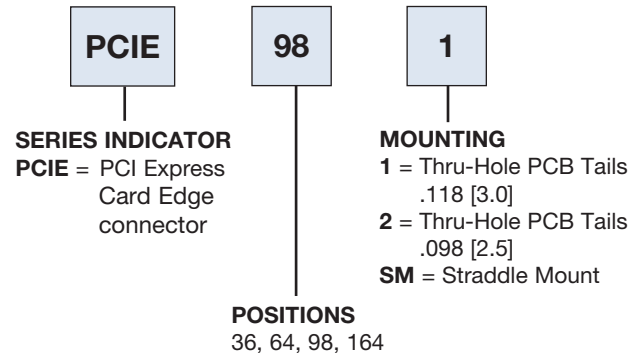 PCIE 98 1
SERIES INDICATOR
PCIE = PCI Express
Card Edge
connector
MOUNTING
1 = Thru-Hole PCB Tails
.118 [3.0]
2 = Thru-Hole PCB Tails
.098 [2.5]
SM = Straddle Mount
POSITIONS
36, 64, 98, 164